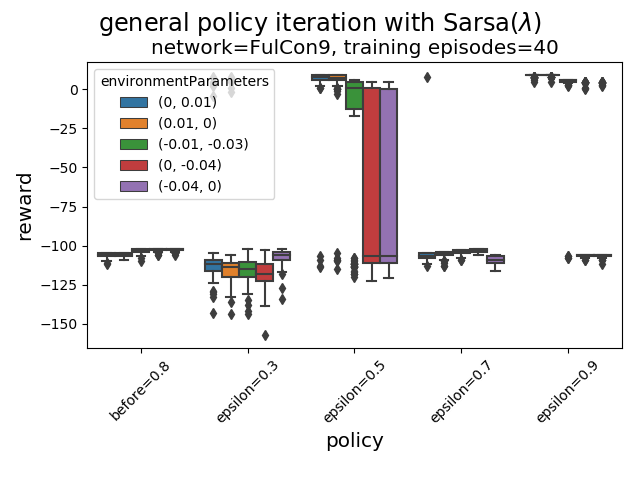 general policy iteration with Sarsa(λ)
network=FulCon9, training episodes=40
environmentParameters
(0, 0.01)
(0.01, 0)
(-0.01, -0.03)
(0, -0.04)
(-0.04, 0)
reward
0
−25
−50
−75
−100
−125
−150
before=0.8
epsilon=0.3
epsilon=0.5
epsilon=0.7
epsilon=0.9
policy